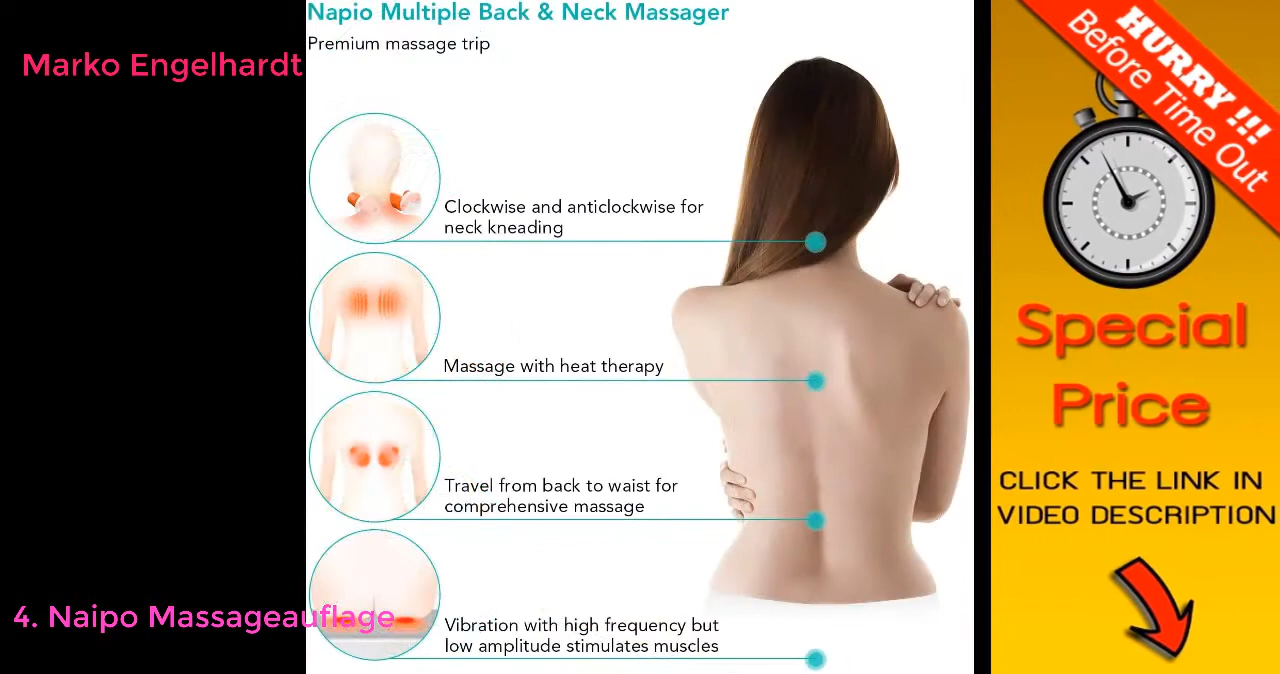 Napio Multiple Back & Neck Massager
Premium massage trip
Marko Engelhardt
Clockwise and anticlockwise for
neck kneading
Massage with heat therapy
Travel from back to waist for
comprehensive massage
4. Naipo Massageauflage
Vibration with high frequency but
low amplitude stimulates muscles
HURRY !!!
Before Time Out
Special
Price
CLICK THE LINK IN
VIDEO DESCRIPTION